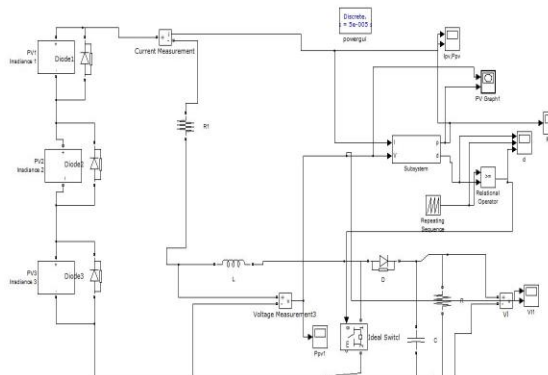 Discrete,
s = 5e-005 s
powergui
PV1
Irradiance 1
Diode1
Current Measurement
Ipv,Ppv
PV Graph1
R1
I
V
p
d
Subsystem
d
Relational
Operator
Repeating
Sequence
PV2
Irradiance 2
Diode2
PV3
Irradiance 3
Diode3
L
D
Voltage Measurement3
Ppv1
Ideal Switcl
C
R
Vl
Vl1